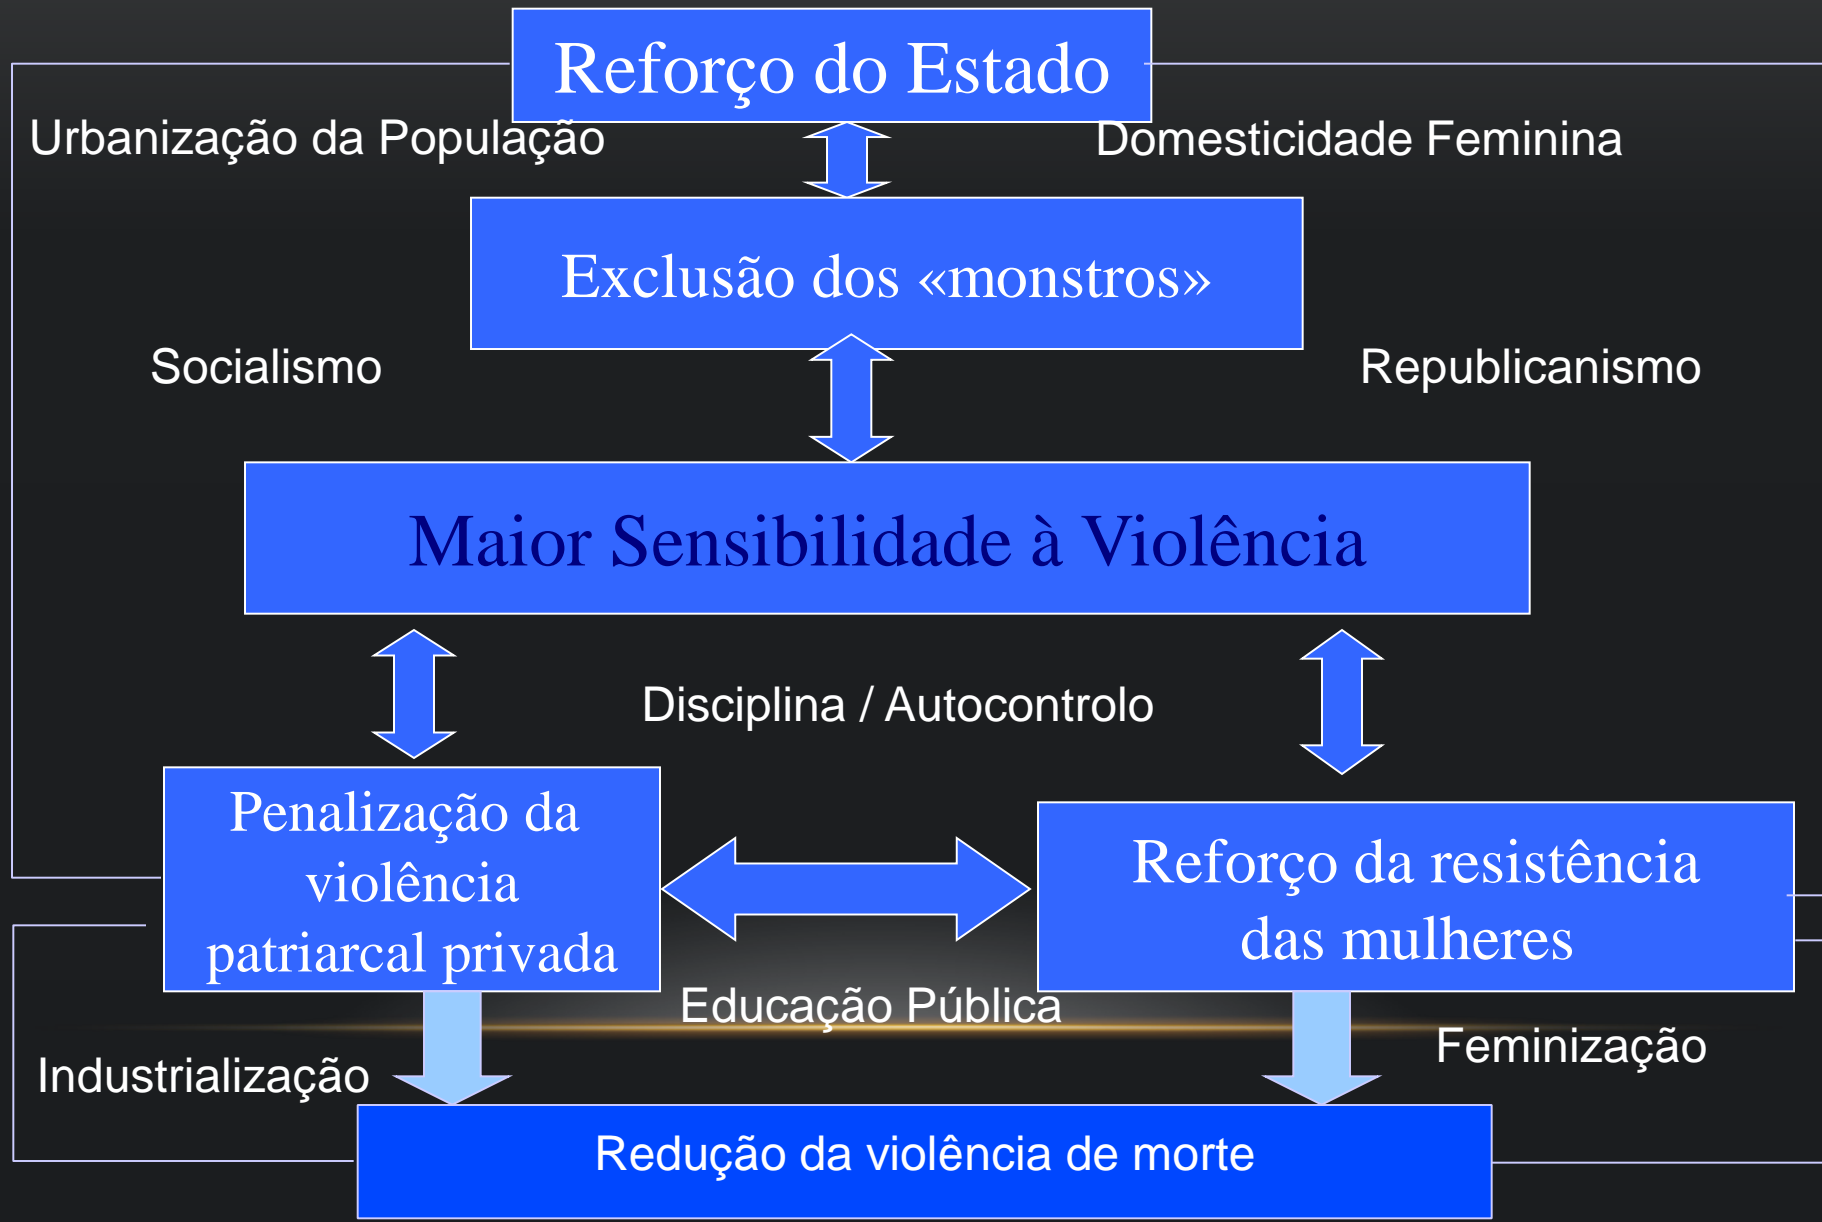 Reforço do Estado
Urbanização da População
Domesticidade Feminina
Exclusão dos «monstros»
Socialismo
Republicanismo
Maior Sensibilidade à Violência
Disciplina / Autocontrolo
Penalização da
violência
patriarcal privada
Reforço da resistência
das mulheres
Educação Pública
Feminização
Industrialização
Redução da violência de morte